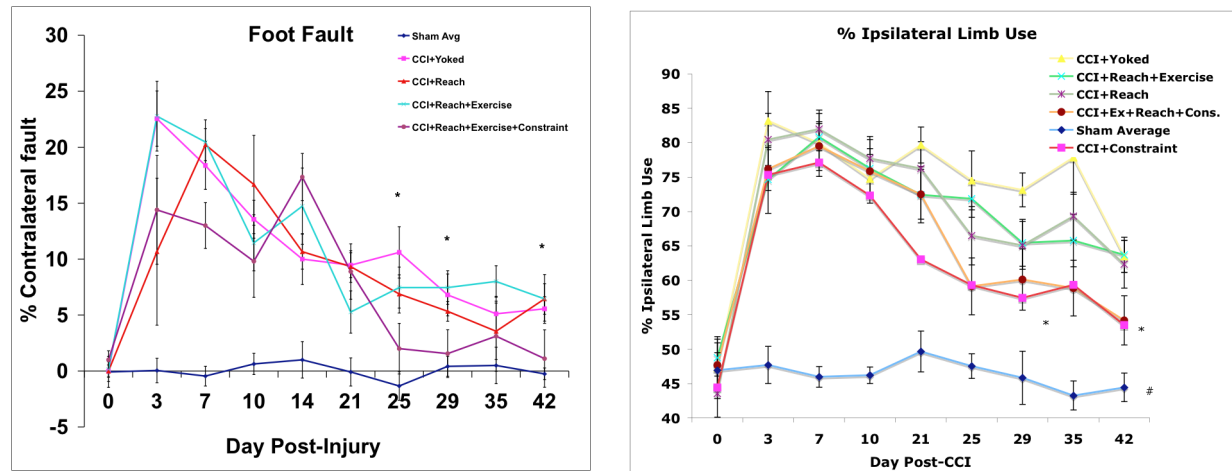 Foot Fault
Sham Avg
CCI+Yoked
CCI+Reach
CCI+Reach+Exercise
CCI+Reach+Exercise+Constraint
% Contralateral fault
30
25
20
15
10
5
0
-5
* * *
0 3 7 10 14 21 25 29 35 42
Day Post-Injury
% Ipsilateral Limb Use
CCI+Yoked
CCI+Reach+Exercise
CCI+Reach
CCI+Ex+Reach+Cons.
Sham Average
CCI+Constraint
% Ipsilateral Limb Use
90
85
80
75
70
65
60
55
50
45
40
* *
#
0 3 7 10 21 25 29 35 42
Day Post-CCI